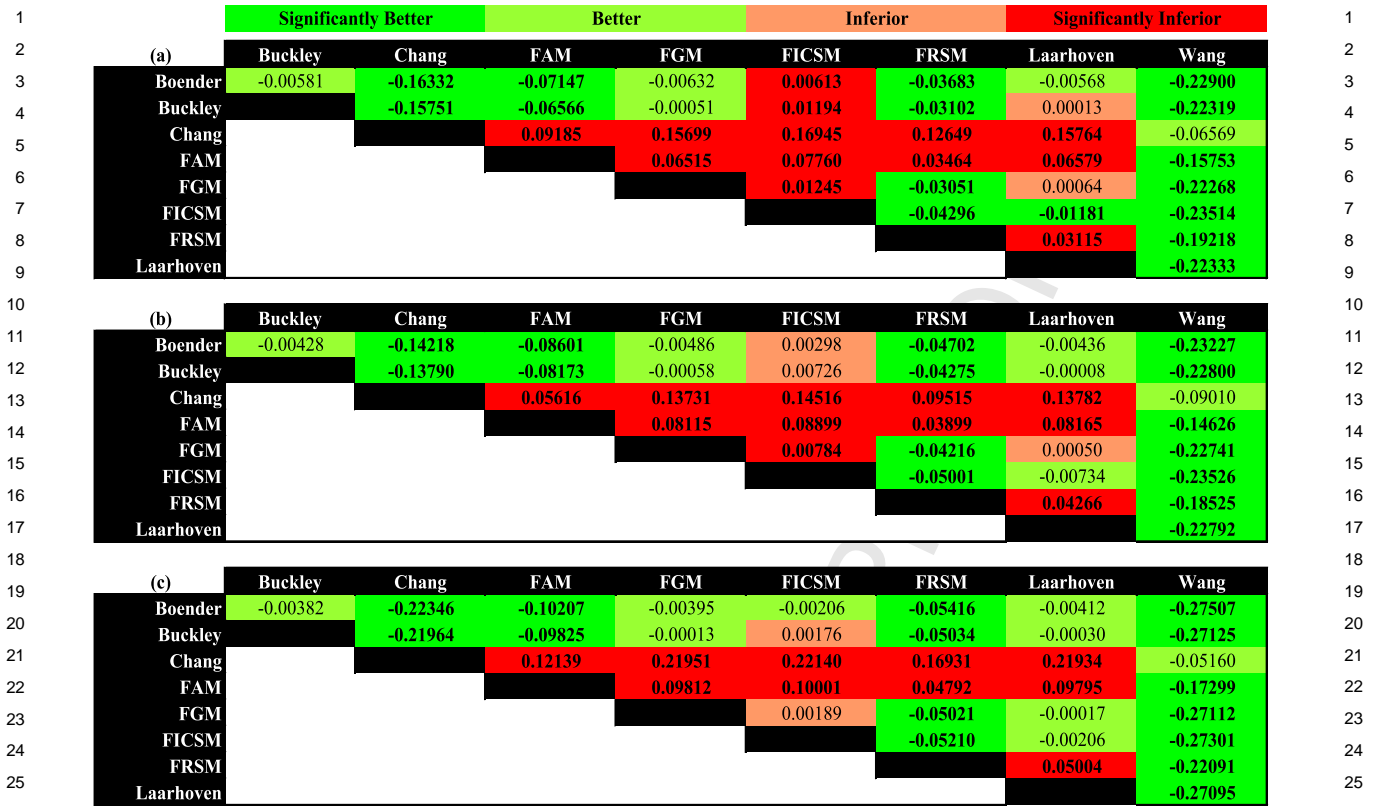 1 Significantly Better Better Inferior Significantly Inferior 1
2 (a) Buckley Chang FAM FGM FICSM FRSM Laarhoven Wang 2
3 Boender -0.00581 -0.16332 -0.07147 -0.00632 0.00613 -0.03683 -0.00568 -0.22900 3
4 Buckley -0.15751 -0.06566 -0.00051 0.01194 -0.03102 0.00013 -0.22319 4
5 Chang 0.09185 0.15699 0.16945 0.12649 0.15764 -0.06569 5
FAM 0.06515 0.07760 0.03464 0.06579 -0.15753
6 FGM 0.01245 -0.03051 0.00064 -0.22268 6
7 FICSM -0.04296 -0.01181 -0.23514 7
8 FRSM 0.03115 -0.19218 8
9 Laarhoven -0.22333 9
10 10
(b) Buckley Chang FAM FGM FICSM FRSM Laarhoven Wang
11 Boender -0.00428 -0.14218 -0.08601 -0.00486 0.00298 -0.04702 -0.00436 -0.23227 11
12 Buckley -0.13790 -0.08173 -0.00058 0.00726 -0.04275 -0.00008 -0.22800 12
13 Chang 0.05616 0.13731 0.14516 0.09515 0.13782 -0.09010 13
14 FAM 0.08115 0.08899 0.03899 0.08165 -0.14626 14
15 FGM 0.00784 -0.04216 0.00050 -0.22741 15
FICSM -0.05001 -0.00734 -0.23526
16 FRSM 0.04266 -0.18525 16
17 Laarhoven -0.22792 17
18 18
19 (c) Buckley Chang FAM FGM FICSM FRSM Laarhoven Wang 19
Boender -0.00382 -0.22346 -0.10207 -0.00395 -0.00206 -0.05416 -0.00412 -0.27507
20 Buckley -0.21964 -0.09825 -0.00013 0.00176 -0.05034 -0.00030 -0.27125 20
21 Chang 0.12139 0.21951 0.22140 0.16931 0.21934 -0.05160 21
22 FAM 0.09812 0.10001 0.04792 0.09795 -0.17299 22
23 FGM 0.00189 -0.05021 -0.00017 -0.27112 23
24 FICSM -0.05210 -0.00206 -0.27301 24
FRSM 0.05004 -0.22091
25 Laarhoven -0.27095 25